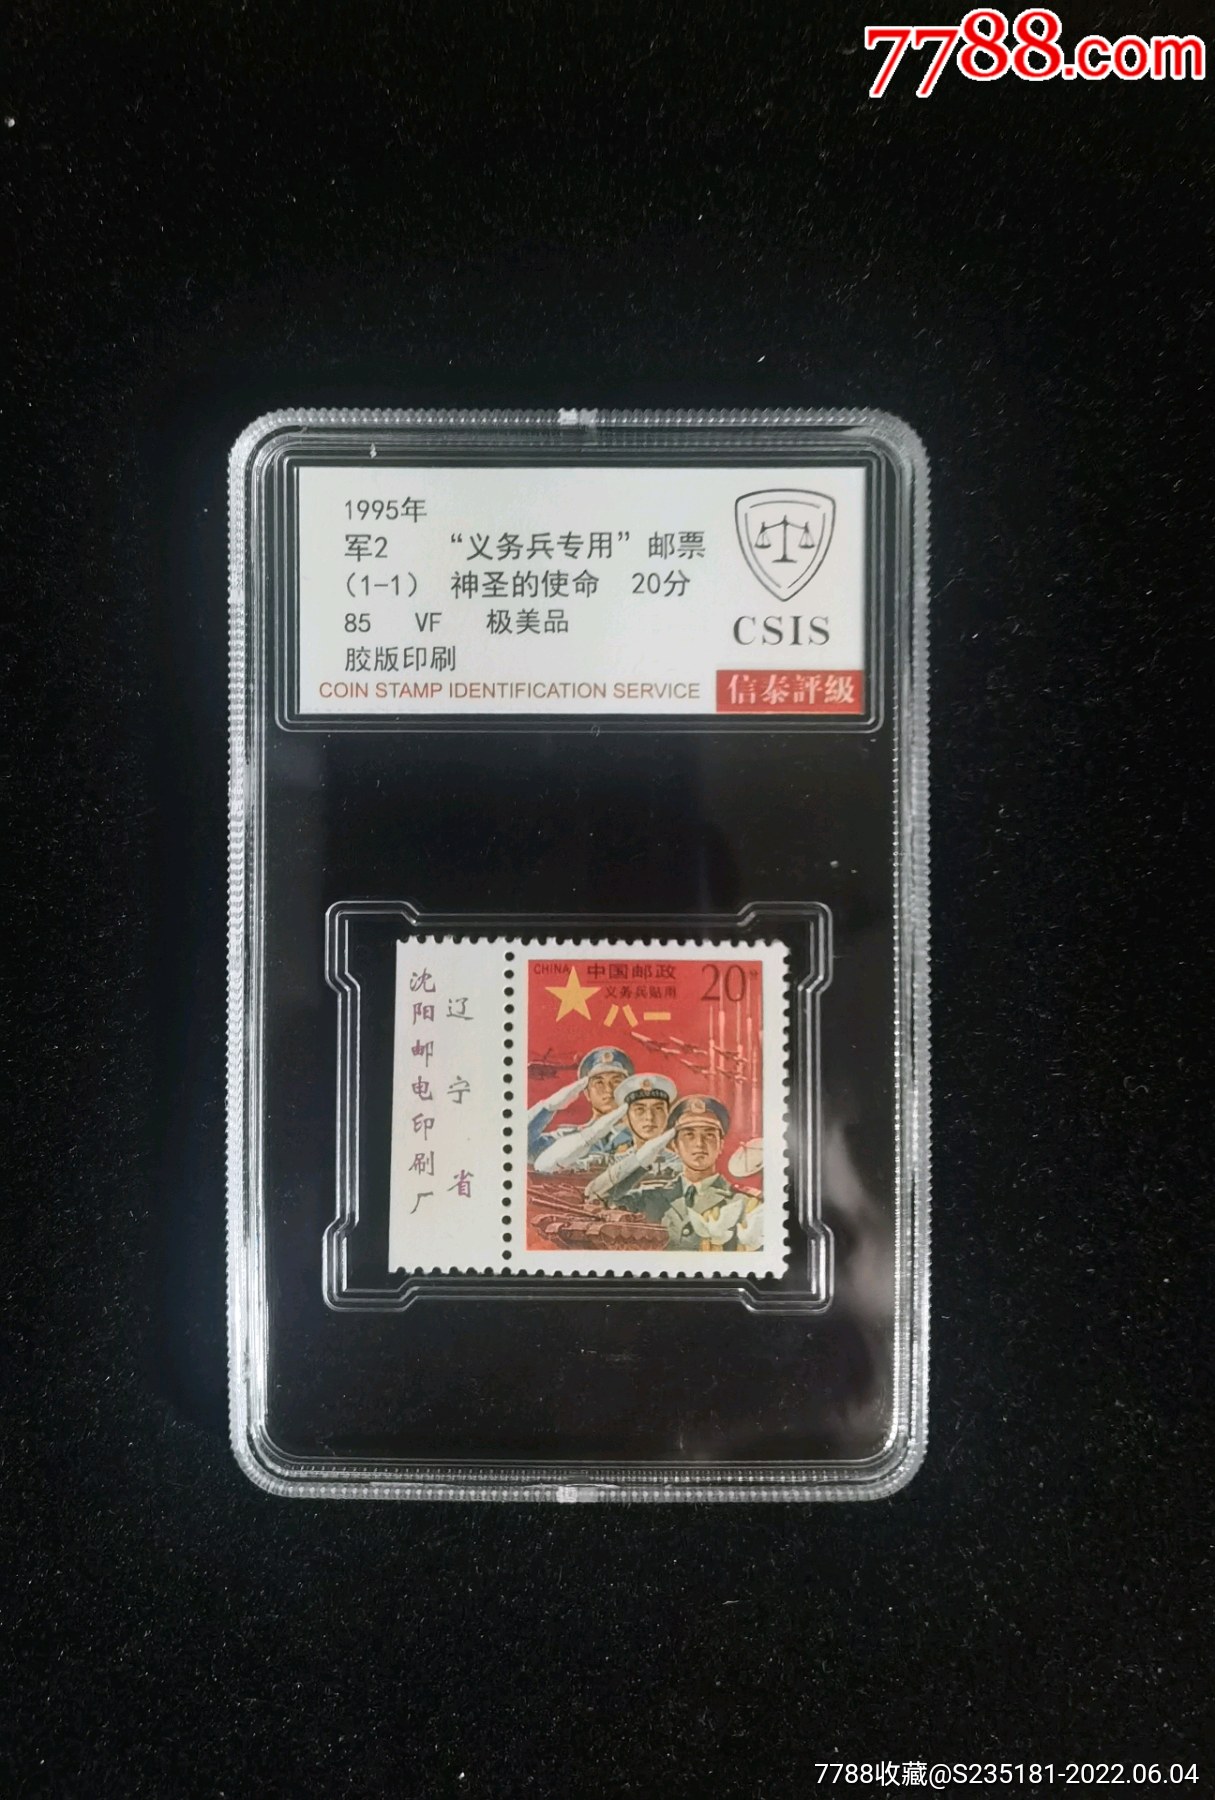 7788.com
1995年
军2 “义务兵专用”邮票
(1-1) 神圣的使命 20分
85 VF 极美品
胶版印刷
COIN STAMP IDENTIFICATION SERVICE
CSIS
信泰評級
CHINA 中国邮政 20分
义务兵贴用
八一
辽宁省
沈阳邮电印刷厂
7788收藏@S235181-2022.06.04